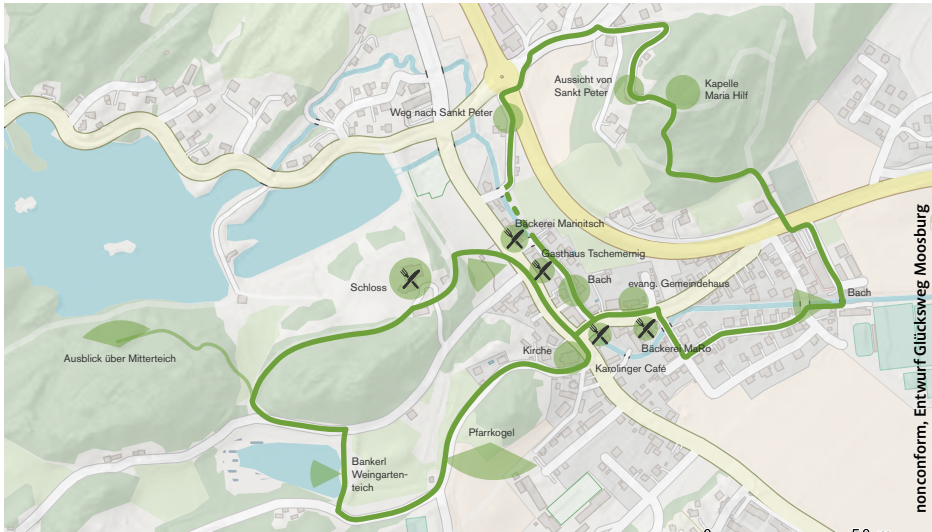 Aussicht von
Sankt Peter
Kapelle
Maria Hilf
Weg nach Sankt Peter
Bäckerei Marinitsch
Gasthaus Tschemernig
Schloss
Bach
evang. Gemeindehaus
Bach
Ausblick über Mitterteich
Kirche
Bäckerei MaRo
Karolinger Café
Pfarrkogel
Bankerl
Weingarten-
teich
nonconform, Entwurf Glücksweg Moosburg